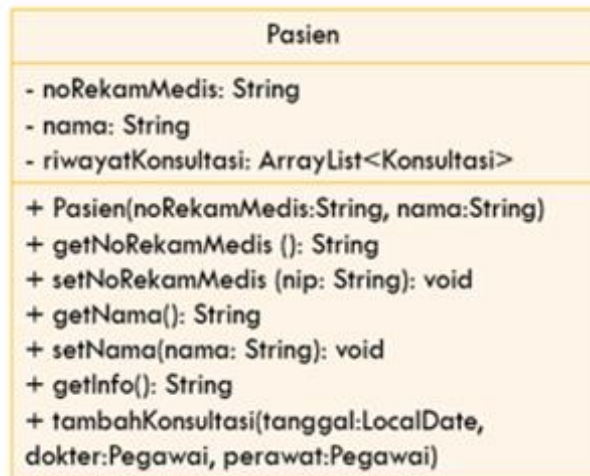 Pasien
- noRekamMedis: String
- nama: String
- riwayatKonsultasi: ArrayList<Konsultasi>
+ Pasien(noRekamMedis:String, nama:String)
+ getNoRekamMedis (): String
+ setNoRekamMedis (nip: String): void
+ getNama(): String
+ setNama(nama: String): void
+ getInfo(): String
+ tambahKonsultasi(tanggal:LocalDate,
dokter:Pegawai, perawat:Pegawai)